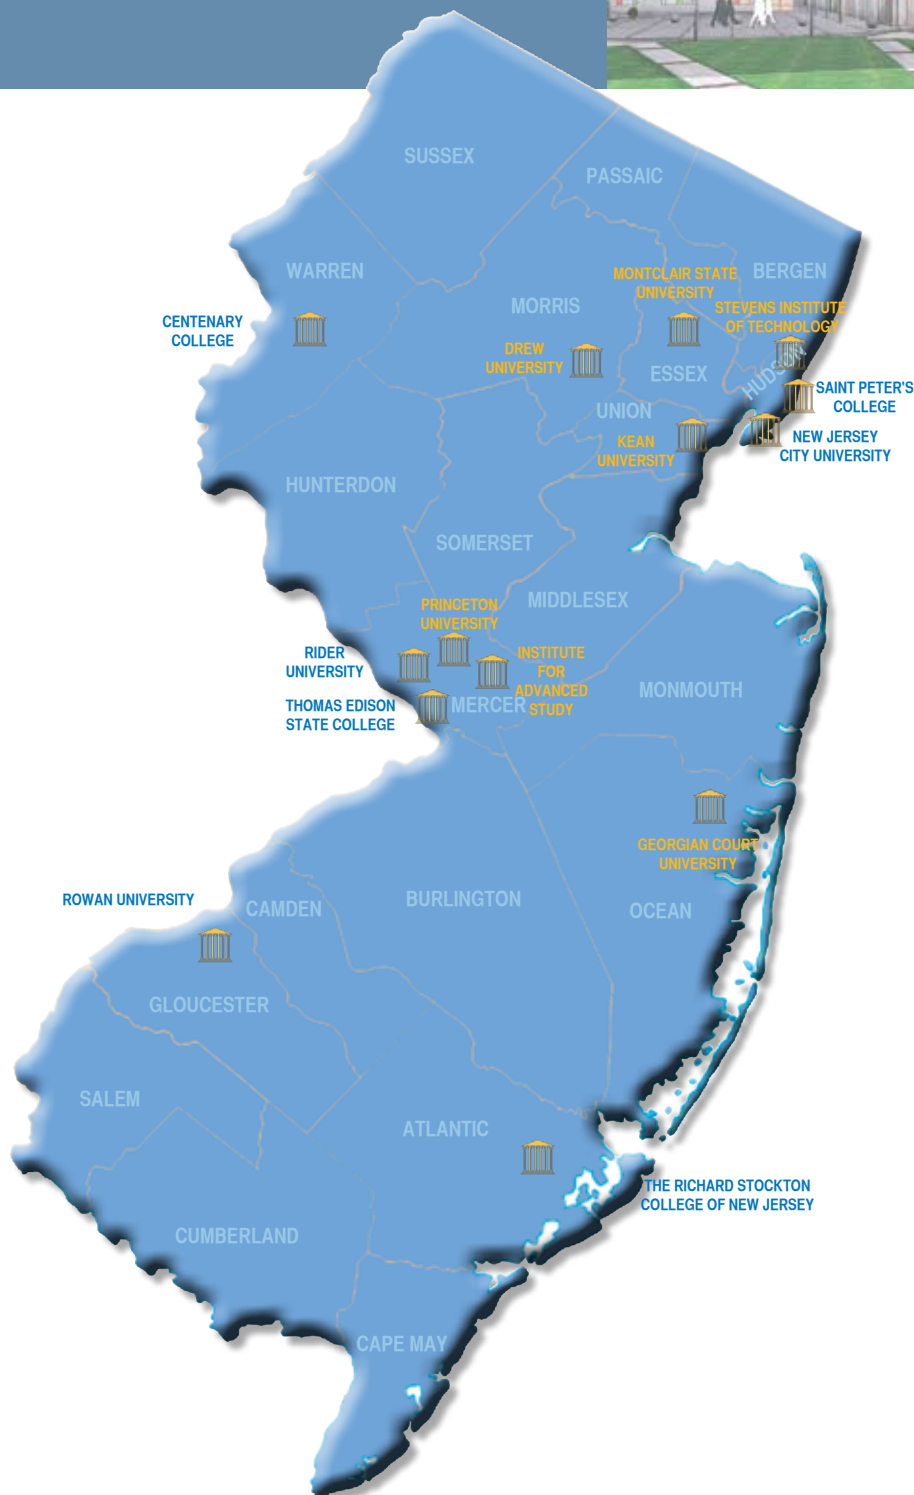 SUSSEX
PASSAIC
WARREN
BERGEN
MONTCLAIR STATE
UNIVERSITY
MORRIS
STEVENS INSTITUTE
OF TECHNOLOGY
CENTENARY
COLLEGE
DREW
UNIVERSITY
ESSEX
HUDSON
SAINT PETER'S
COLLEGE
UNION
KEAN
UNIVERSITY
NEW JERSEY
CITY UNIVERSITY
HUNTERDON
SOMERSET
MIDDLESEX
PRINCETON
UNIVERSITY
RIDER
UNIVERSITY
INSTITUTE
FOR
ADVANCED
STUDY
MONMOUTH
THOMAS EDISON
STATE COLLEGE
MERCER
GEORGIAN COURT
UNIVERSITY
ROWAN UNIVERSITY
CAMDEN
BURLINGTON
OCEAN
GLOUCESTER
SALEM
ATLANTIC
THE RICHARD STOCKTON
COLLEGE OF NEW JERSEY
CUMBERLAND
CAPE MAY